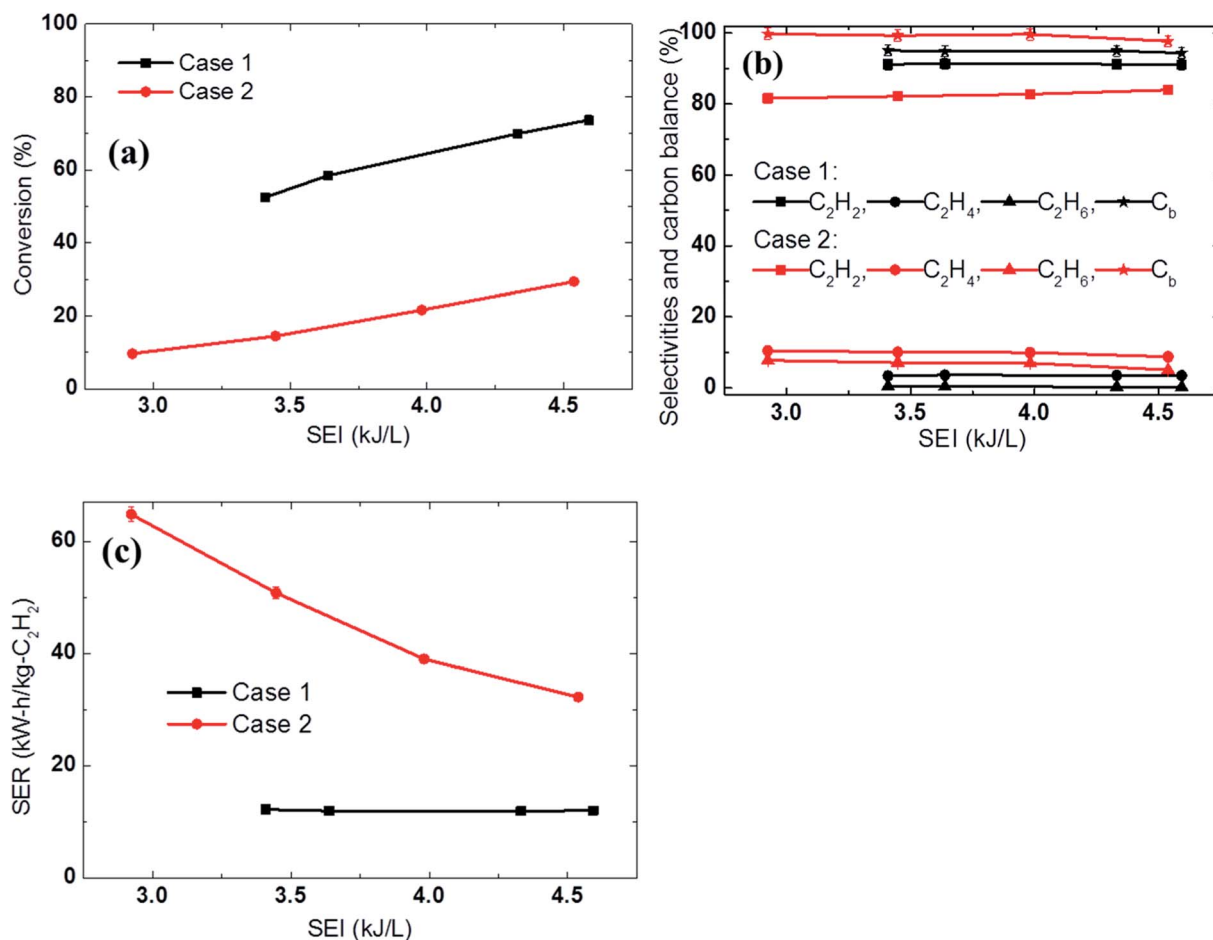 100
80
60
40
20
0
Conversion (%)
Case 1
Case 2
(a)
3.0 3.5 4.0 4.5
SEI (kJ/L)
100
80
60
40
20
0
Selectivities and carbon balance (%)
(b)
Case 1:
C₂H₂, C₂H₄, C₂H₆, C_b
Case 2:
C₂H₂, C₂H₄, C₂H₆, C_b
3.0 3.5 4.0 4.5
SEI (kJ/L)
60
40
20
0
SER (kW-h/kg-C₂H₂)
(c)
Case 1
Case 2
3.0 3.5 4.0 4.5
SEI (kJ/L)